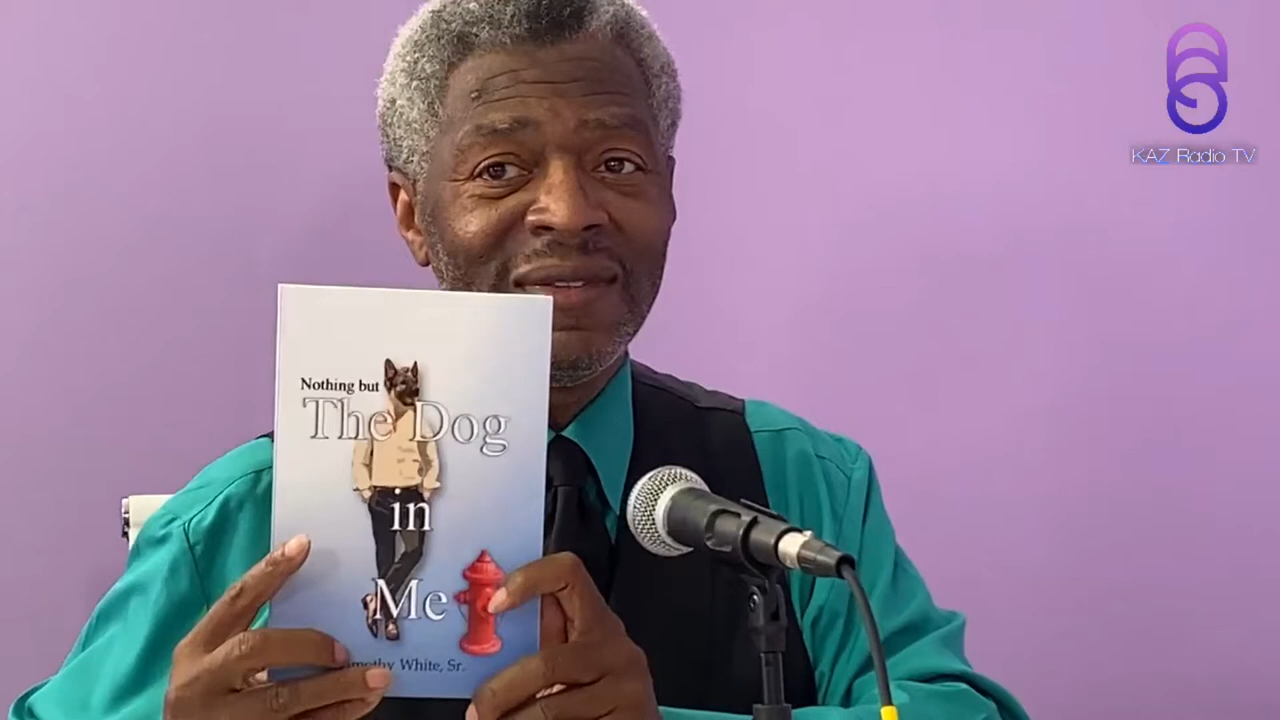 KAZ Radio TV
Nothing but
The Dog
in
Me
White, Sr.